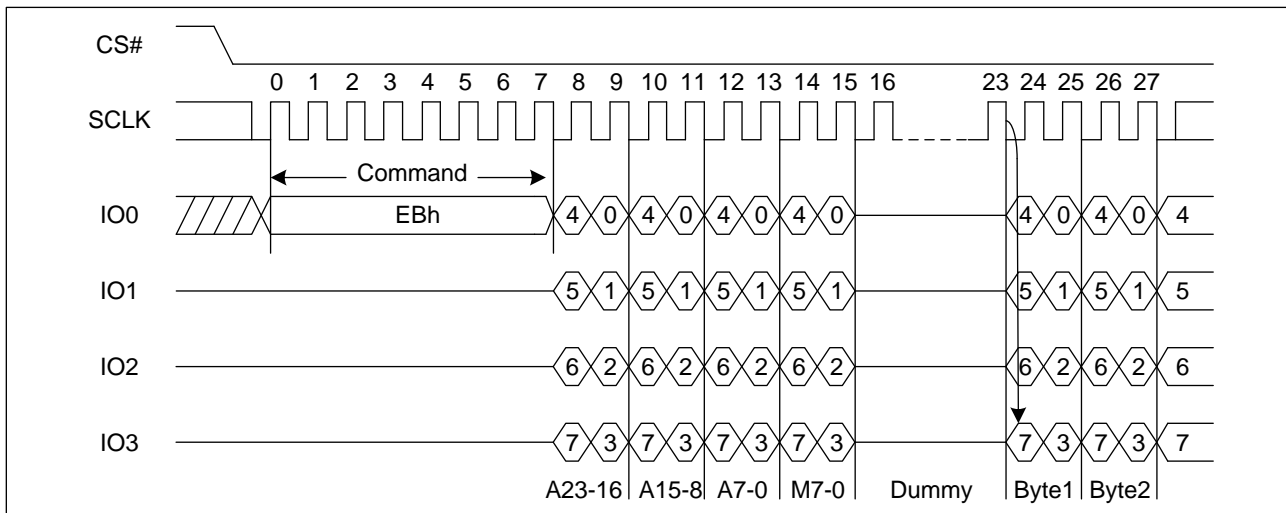 CS#
0 1 2 3 4 5 6 7 8 9 10 11 12 13 14 15 16 23 24 25 26 27
SCLK
Command
IO0 EBh 4 0 4 0 4 0 4 0 4 0 4 0 4
IO1 5 1 5 1 5 1 5 1 5 1 5 1 5
IO2 6 2 6 2 6 2 6 2 6 2 6 2 6
IO3 7 3 7 3 7 3 7 3 7 3 7 3 7
A23-16 A15-8 A7-0 M7-0 Dummy Byte1 Byte2